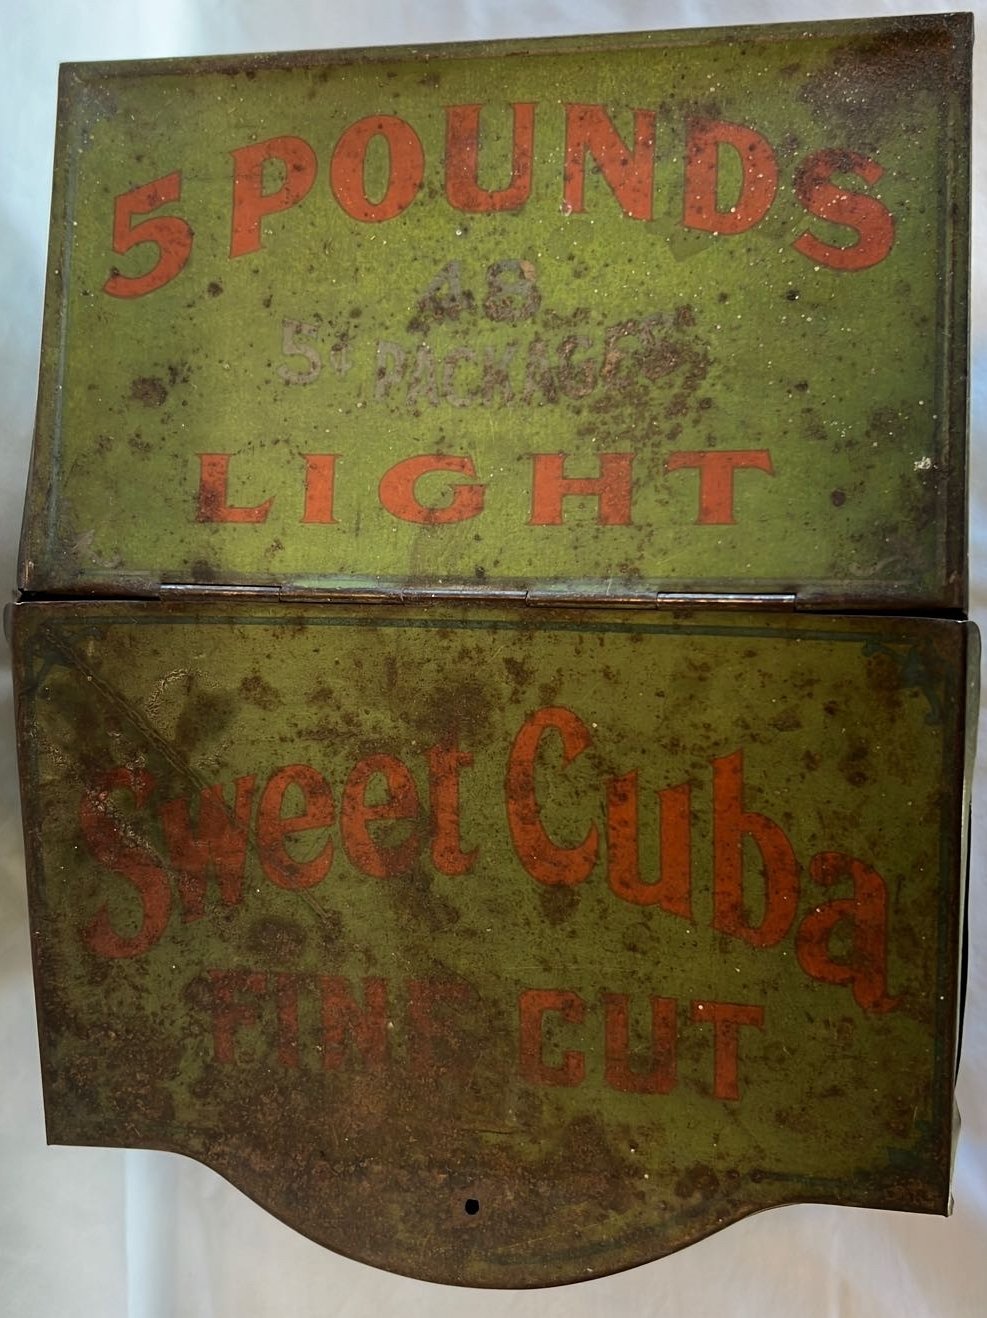 5 POUNDS
48
5¢ PACKAGES
LIGHT
Sweet Cuba
FINE CUT